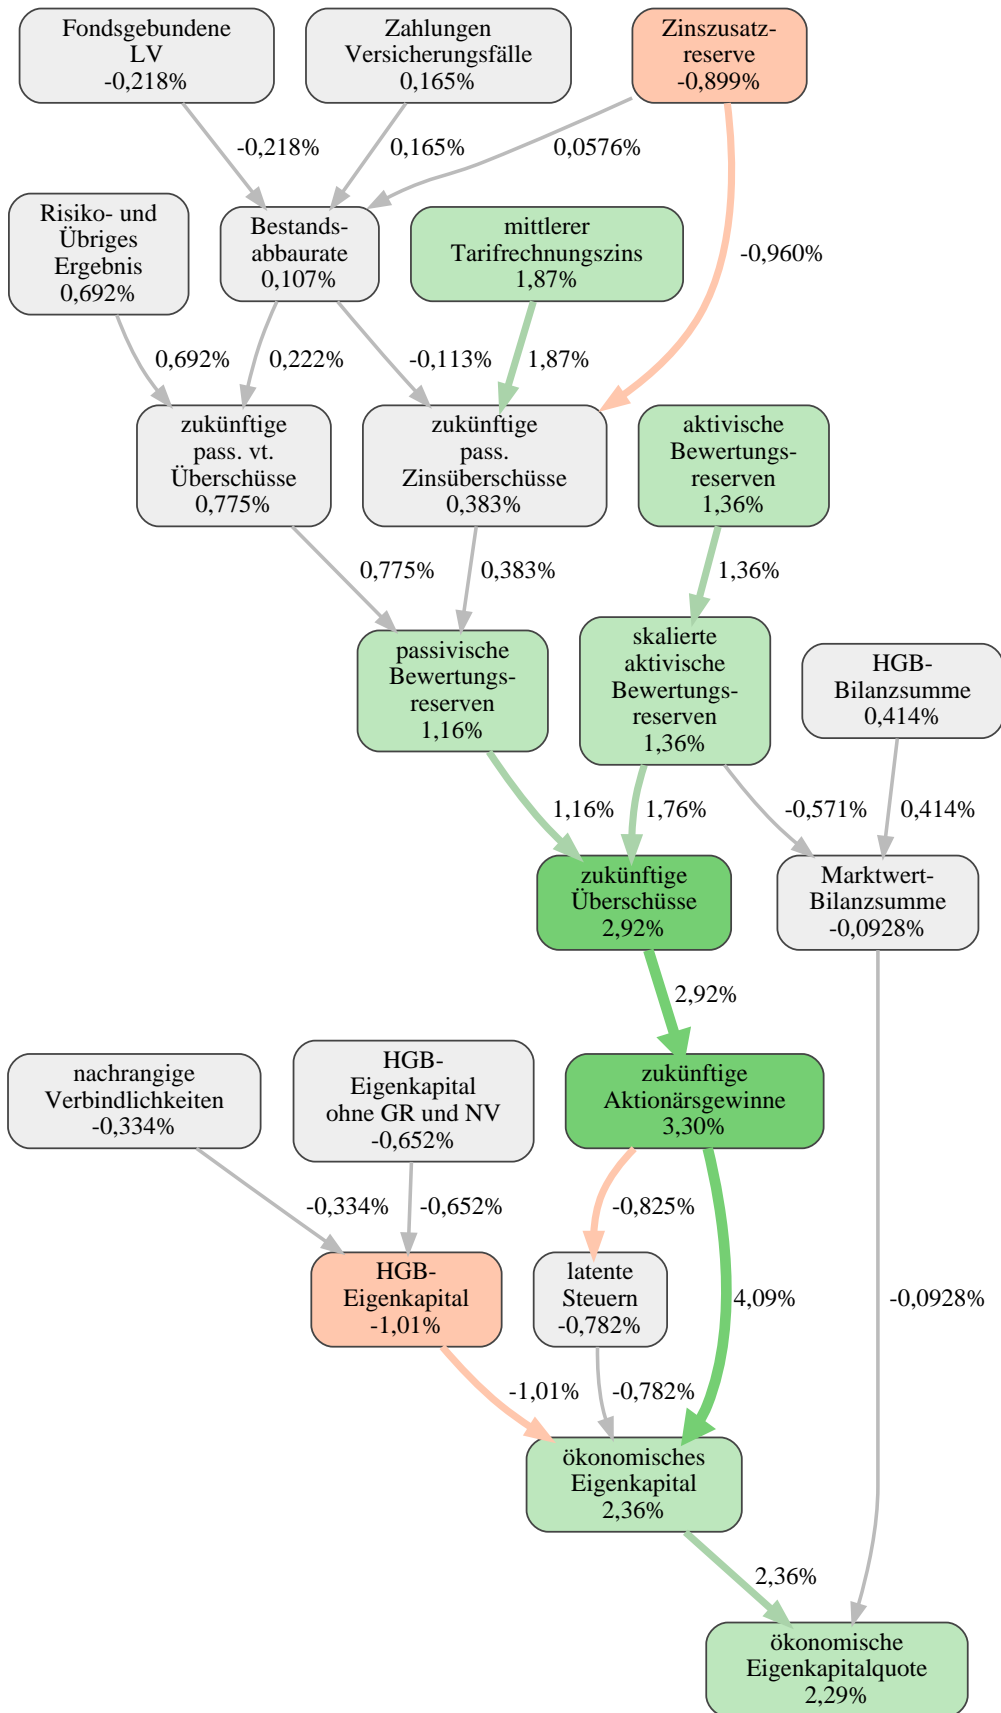 Fondsgebundene
LV
-0,218%
Zahlungen
Versicherungsfälle
0,165%
Zinszusatz-
reserve
-0,899%
-0,218%
0,165%
0,0576%
Risiko- und
Übriges
Ergebnis
0,692%
Bestands-
abbaurate
0,107%
mittlerer
Tarifrechnungszins
1,87%
-0,960%
0,692%
0,222%
-0,113%
1,87%
zukünftige
pass. vt.
Überschüsse
0,775%
zukünftige
pass.
Zinsüberschüsse
0,383%
aktivische
Bewertungs-
reserven
1,36%
0,775%
0,383%
1,36%
passivische
Bewertungs-
reserven
1,16%
skalierte
aktivische
Bewertungs-
reserven
1,36%
HGB-
Bilanzsumme
0,414%
1,16%
1,76%
-0,571%
0,414%
zukünftige
Überschüsse
2,92%
Marktwert-
Bilanzsumme
-0,0928%
2,92%
nachrangige
Verbindlichkeiten
-0,334%
HGB-
Eigenkapital
ohne GR und NV
-0,652%
zukünftige
Aktionärsgewinne
3,30%
-0,334%
-0,652%
-0,825%
HGB-
Eigenkapital
-1,01%
latente
Steuern
-0,782%
4,09%
-0,0928%
-1,01%
-0,782%
ökonomisches
Eigenkapital
2,36%
2,36%
ökonomische
Eigenkapitalquote
2,29%